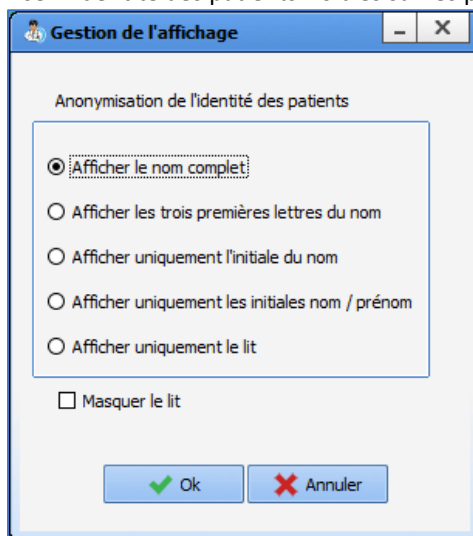 Gestion de l'affichage
Anonymisation de l'identité des patients
Afficher le nom complet
Afficher les trois premières lettres du nom
Afficher uniquement l'initiale du nom
Afficher uniquement les initiales nom / prénom
Afficher uniquement le lit
Masquer le lit
Ok Annuler